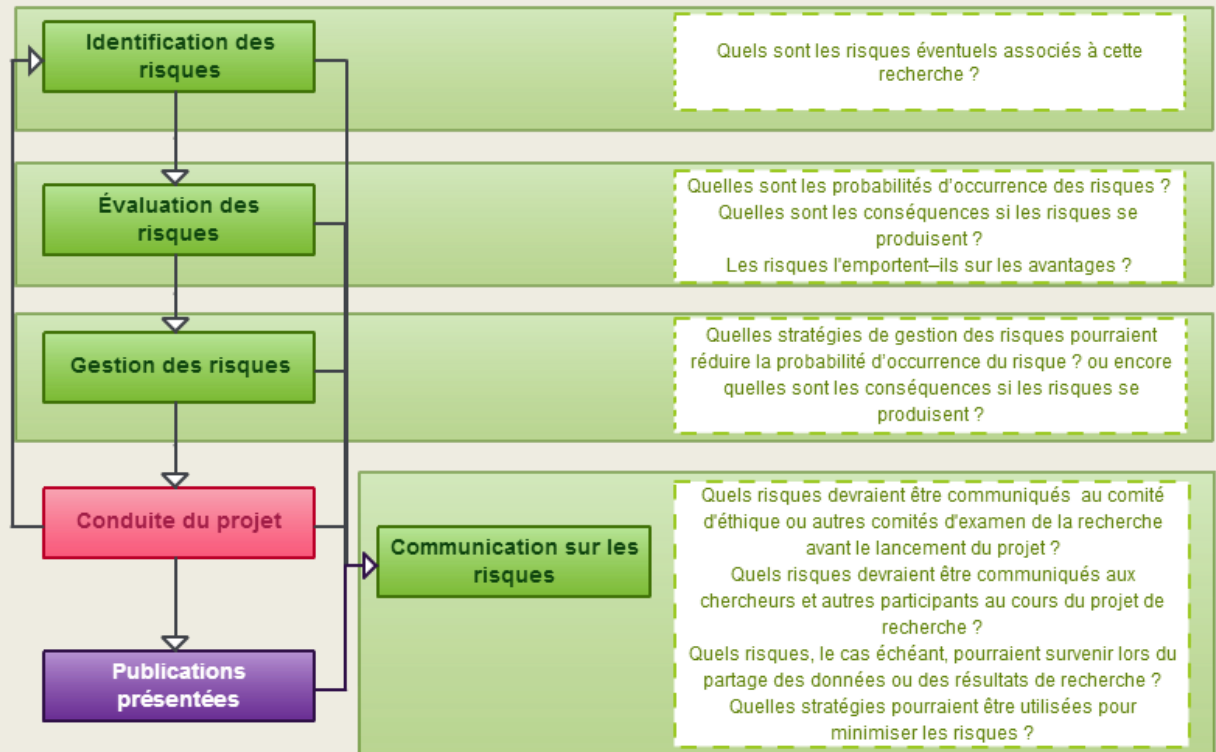 Identification des
risques
Quels sont les risques éventuels associés à cette
recherche ?
Évaluation des
risques
Quelles sont les probabilités d'occurrence des risques ?
Quelles sont les conséquences si les risques se
produisent ?
Les risques l'emportent–ils sur les avantages ?
Gestion des risques
Quelles stratégies de gestion des risques pourraient
réduire la probabilité d'occurrence du risque ? ou encore
quelles sont les conséquences si les risques se
produisent ?
Conduite du projet
Communication sur les
risques
Quels risques devraient être communiqués  au comité
d'éthique ou autres comités d'examen de la recherche
avant le lancement du projet ?
Quels risques devraient être communiqués aux
chercheurs et autres participants au cours du projet de
recherche ?
Quels risques, le cas échéant, pourraient survenir lors du
partage des données ou des résultats de recherche ?
Quelles stratégies pourraient être utilisées pour
minimiser les risques ?
Publications
présentées